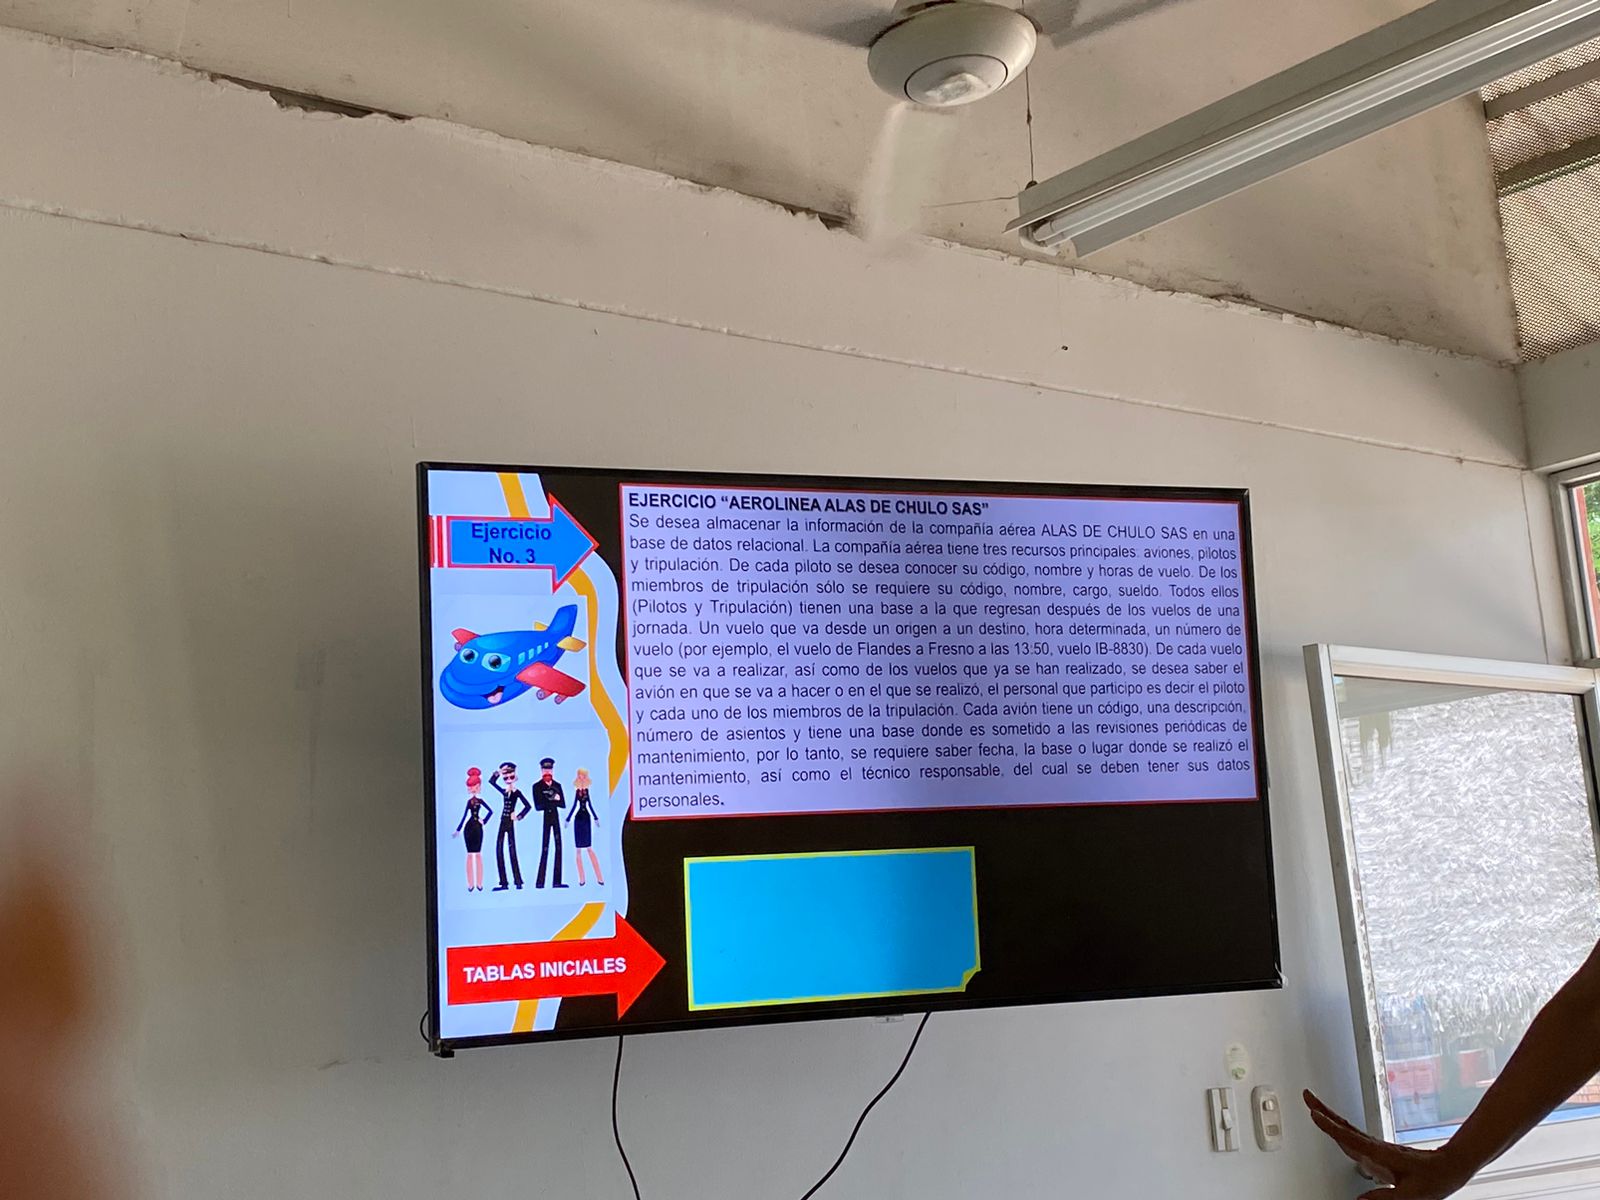 Ejercicio
No. 3
EJERCICIO “AEROLINEA ALAS DE CHULO SAS”
Se desea almacenar la información de la compañía aérea ALAS DE CHULO SAS en una
base de datos relacional. La compañía aérea tiene tres recursos principales: aviones, pilotos
y tripulación. De cada piloto se desea conocer su código, nombre y horas de vuelo. De los
miembros de tripulación sólo se requiere su código, nombre, cargo, sueldo. Todos ellos
(Pilotos y Tripulación) tienen una base a la que regresan después de los vuelos de una
jornada. Un vuelo que va desde un origen a un destino, hora determinada, un número de
vuelo (por ejemplo, el vuelo de Flandes a Fresno a las 13:50, vuelo IB-8830). De cada vuelo
que se va a realizar, así como de los vuelos que ya se han realizado, se desea saber el
avión en que se va a hacer o en el que se realizó, el personal que participo es decir el piloto
y cada uno de los miembros de la tripulación. Cada avión tiene un código, una descripción,
número de asientos y tiene una base donde es sometido a las revisiones periódicas de
mantenimiento, por lo tanto, se requiere saber fecha, la base o lugar donde se realizó el
mantenimiento, así como el técnico responsable, del cual se deben tener sus datos
personales.
TABLAS INICIALES